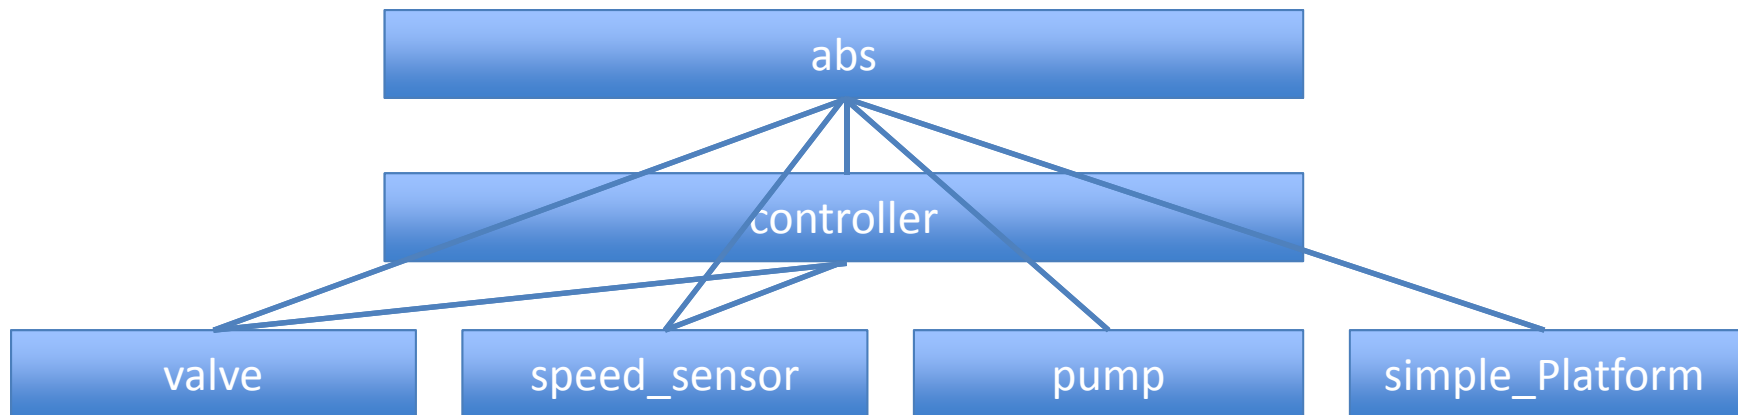 abs
controller
valve
speed_sensor
pump
simple_Platform